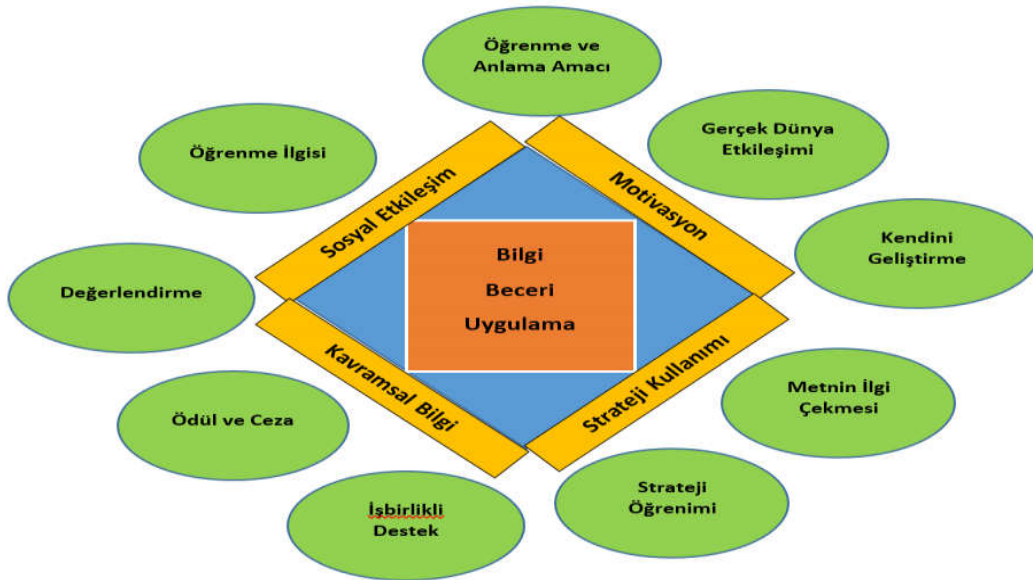 Öğrenme ve
Anlama Amacı
Gerçek Dünya
Etkileşimi
Öğrenme İlgisi
Sosyal Etkileşim
Motivasyon
Kendini
Geliştirme
Bilgi
Beceri
Uygulama
Değerlendirme
Kavramsal Bilgi
Strateji Kullanımı
Metnin İlgi
Çekmesi
Ödül ve Ceza
İşbirlikli
Destek
Strateji
Öğrenimi